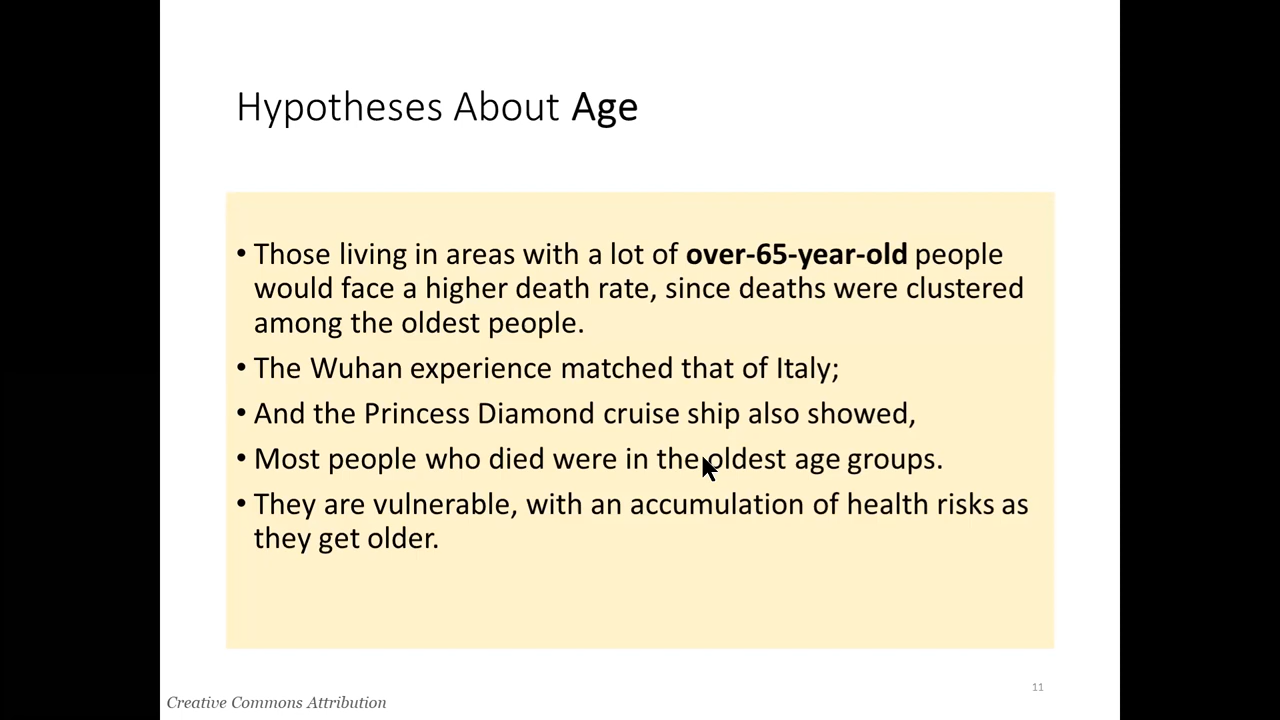 Hypotheses About Age
• Those living in areas with a lot of over-65-year-old people
would face a higher death rate, since deaths were clustered
among the oldest people.
• The Wuhan experience matched that of Italy;
• And the Princess Diamond cruise ship also showed,
• Most people who died were in the oldest age groups.
• They are vulnerable, with an accumulation of health risks as
they get older.
11
Creative Commons Attribution